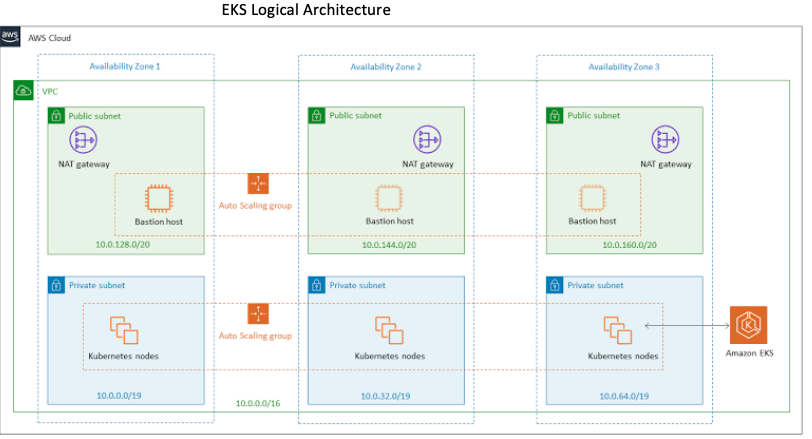 EKS Logical Architecture
aws
AWS Cloud
Availability Zone 1
Availability Zone 2
Availability Zone 3
VPC
Public subnet
Public subnet
Public subnet
NAT gateway
NAT gateway
NAT gateway
Auto Scaling group
Bastion host
Bastion host
Bastion host
10.0.128.0/20
10.0.144.0/20
10.0.160.0/20
Private subnet
Private subnet
Private subnet
Auto Scaling group
Kubernetes nodes
Kubernetes nodes
Kubernetes nodes
K
Amazon EKS
10.0.0.0/19
10.0.32.0/19
10.0.64.0/19
10.0.0.0/16